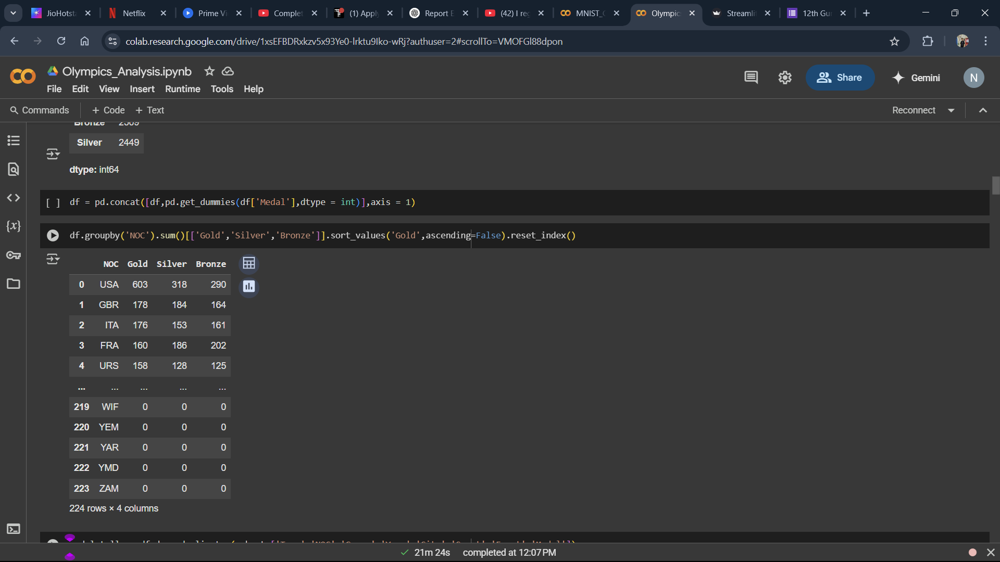 JioHotst
Netflix
Prime Vi
Complet
(1) Apply
Report E
(42) I reg
MNIST_
Olympic
Streamli
12th Gu
colab.research.google.com/drive/1xsEFBDRxkzv5x93Ye0-lrktu9Iko-wRj?authuser=2#scrollTo=VMOFGl88dpon
Olympics_Analysis.ipynb
File Edit View Insert Runtime Tools Help
Share
Gemini
N
Commands + Code + Text
Reconnect
Bronze 2509
Silver 2449
dtype: int64
[ ] df = pd.concat([df,pd.get_dummies(df['Medal'],dtype = int)],axis = 1)
df.groupby('NOC').sum()[['Gold','Silver','Bronze']].sort_values('Gold',ascending=False).reset_index()
NOC Gold Silver Bronze
0 USA 603 318 290
1 GBR 178 184 164
2 ITA 176 153 161
3 FRA 160 186 202
4 URS 158 128 125
... ... ... ... ...
219 WIF 0 0 0
220 YEM 0 0 0
221 YAR 0 0 0
222 YMD 0 0 0
223 ZAM 0 0 0
224 rows × 4 columns
21m 24s completed at 12:07 PM